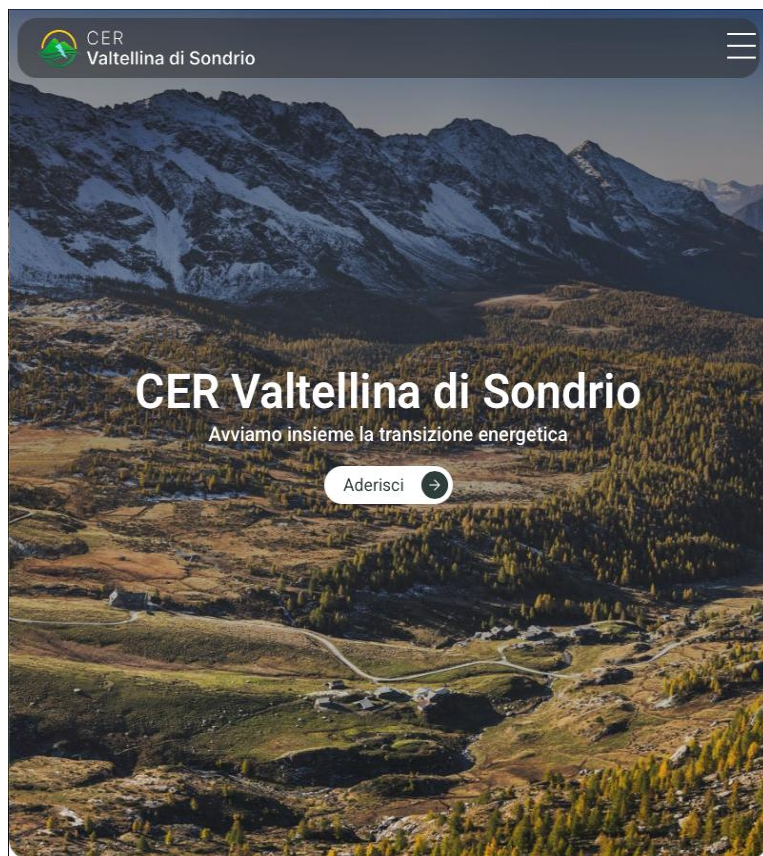 CER
Valtellina di Sondrio
CER Valtellina di Sondrio
Avviamo insieme la transizione energetica
Aderisci